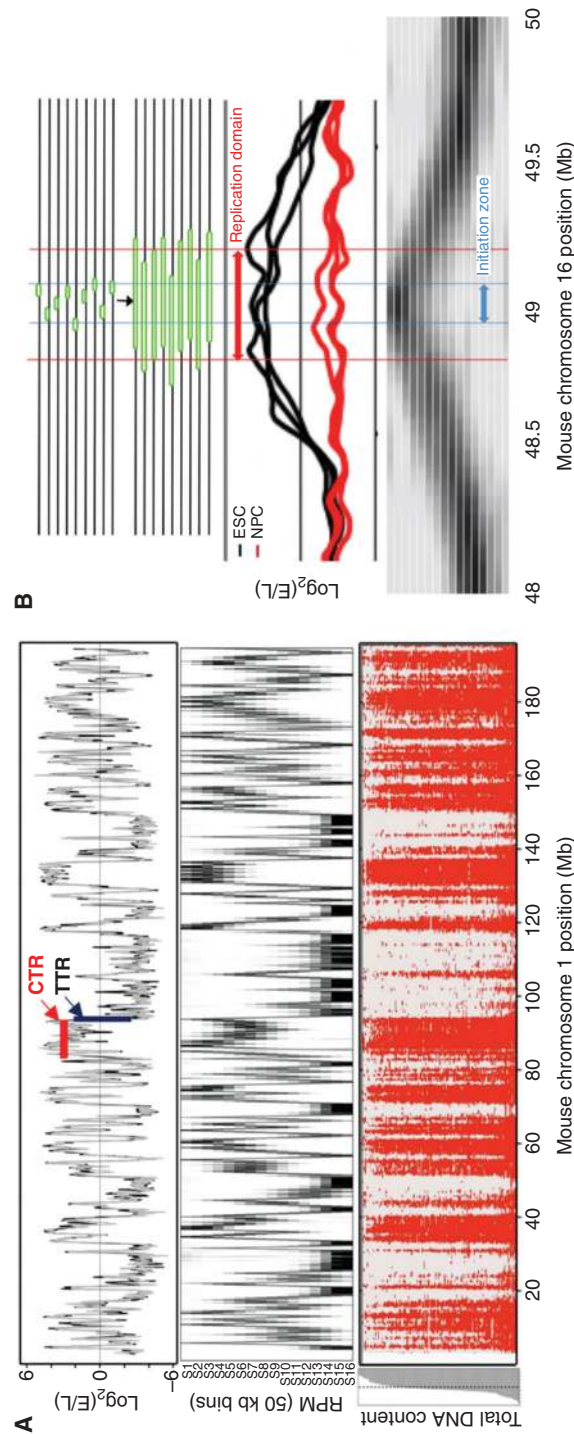 A
6
0
−6
Log2(E/L)
CTR
TTR
S1
S2
S3
S4
S5
S6
S7
S8
S9
S10
S11
S12
S13
S14
S15
S16
RPM (50 kb bins)
Total DNA content
20 40 60 80 100 120 140 160 180
Mouse chromosome 1 position (Mb)
B
ESC
NPC
Log2(E/L)
Replication domain
Initiation zone
48 48.5 49 49.5 50
Mouse chromosome 16 position (Mb)